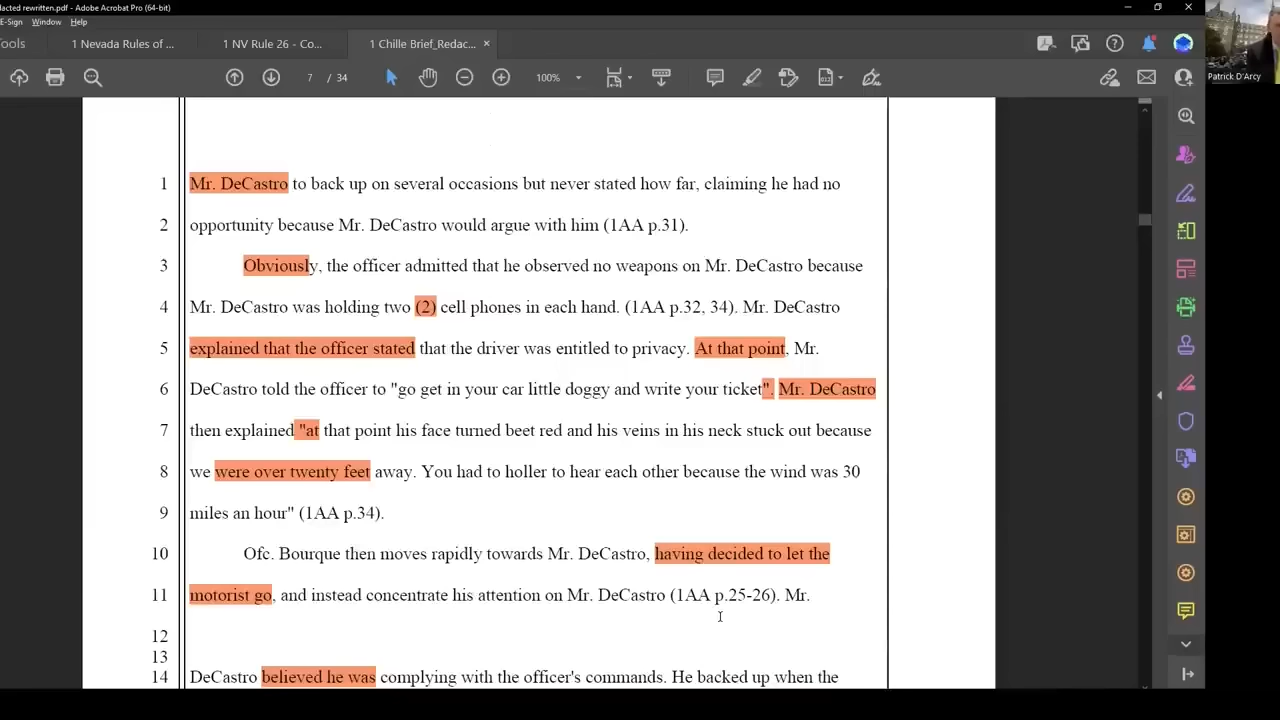 lacted rewritten.pdf - Adobe Acrobat Pro (64-bit)
E-Sign Window Help
Tools 1 Nevada Rules of ... 1 NV Rule 26 - Co... 1 Chille Brief_Redac... ×
7 / 34 100%
Patrick D'Arcy
1 Mr. DeCastro to back up on several occasions but never stated how far, claiming he had no
2 opportunity because Mr. DeCastro would argue with him (1AA p.31).
3 Obviously, the officer admitted that he observed no weapons on Mr. DeCastro because
4 Mr. DeCastro was holding two (2) cell phones in each hand. (1AA p.32, 34). Mr. DeCastro
5 explained that the officer stated that the driver was entitled to privacy. At that point, Mr.
6 DeCastro told the officer to "go get in your car little doggy and write your ticket". Mr. DeCastro
7 then explained "at that point his face turned beet red and his veins in his neck stuck out because
8 we were over twenty feet away. You had to holler to hear each other because the wind was 30
9 miles an hour" (1AA p.34).
10 Ofc. Bourque then moves rapidly towards Mr. DeCastro, having decided to let the
11 motorist go, and instead concentrate his attention on Mr. DeCastro (1AA p.25-26). Mr.
12
13
14 DeCastro believed he was complying with the officer's commands. He backed up when the